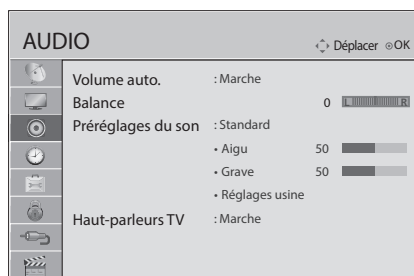 AUDIO
Déplacer OK
Volume auto. : Marche
Balance 0 L R
Préréglages du son : Standard
• Aigu 50
• Grave 50
• Réglages usine
Haut-parleurs TV : Marche